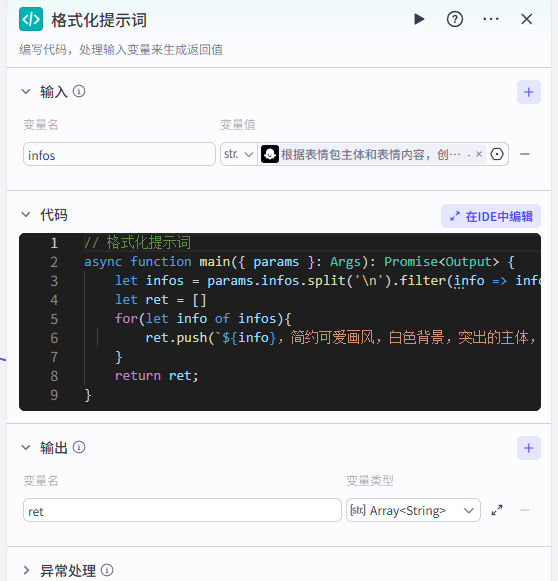 格式化提示词
编写代码，处理输入变量来生成返回值
输入
变量名 变量值
infos str. 根据表情包主体和表情内容，创··· - ×
代码 在IDE中编辑
1 // 格式化提示词
2 async function main({ params }: Args): Promise<Output> {
3 let infos = params.infos.split('\n').filter(info => info
4 let ret = []
5 for(let info of infos){
6 ret.push(`${info}，简约可爱画风，白色背景，突出的主体，
7 }
8 return ret;
9 }
输出
变量名 变量类型
ret [str] Array<String>
异常处理